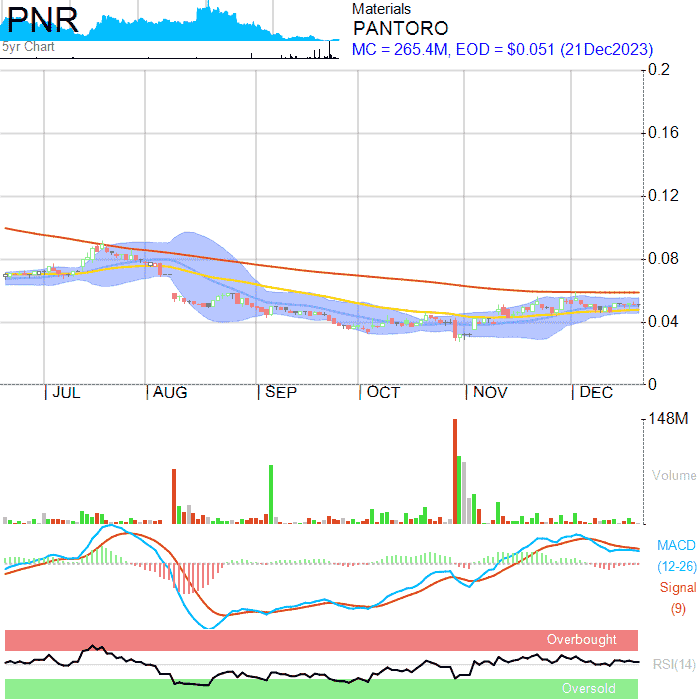 PNR
5yr Chart
Materials
PANTORO
MC = 265.4M, EOD = $0.051 (21Dec2023)
0.2
0.16
0.12
0.08
0.04
0
JUL AUG SEP OCT NOV DEC
148M
Volume
MACD
(12-26)
Signal
(9)
Overbought
RSI(14)
Oversold